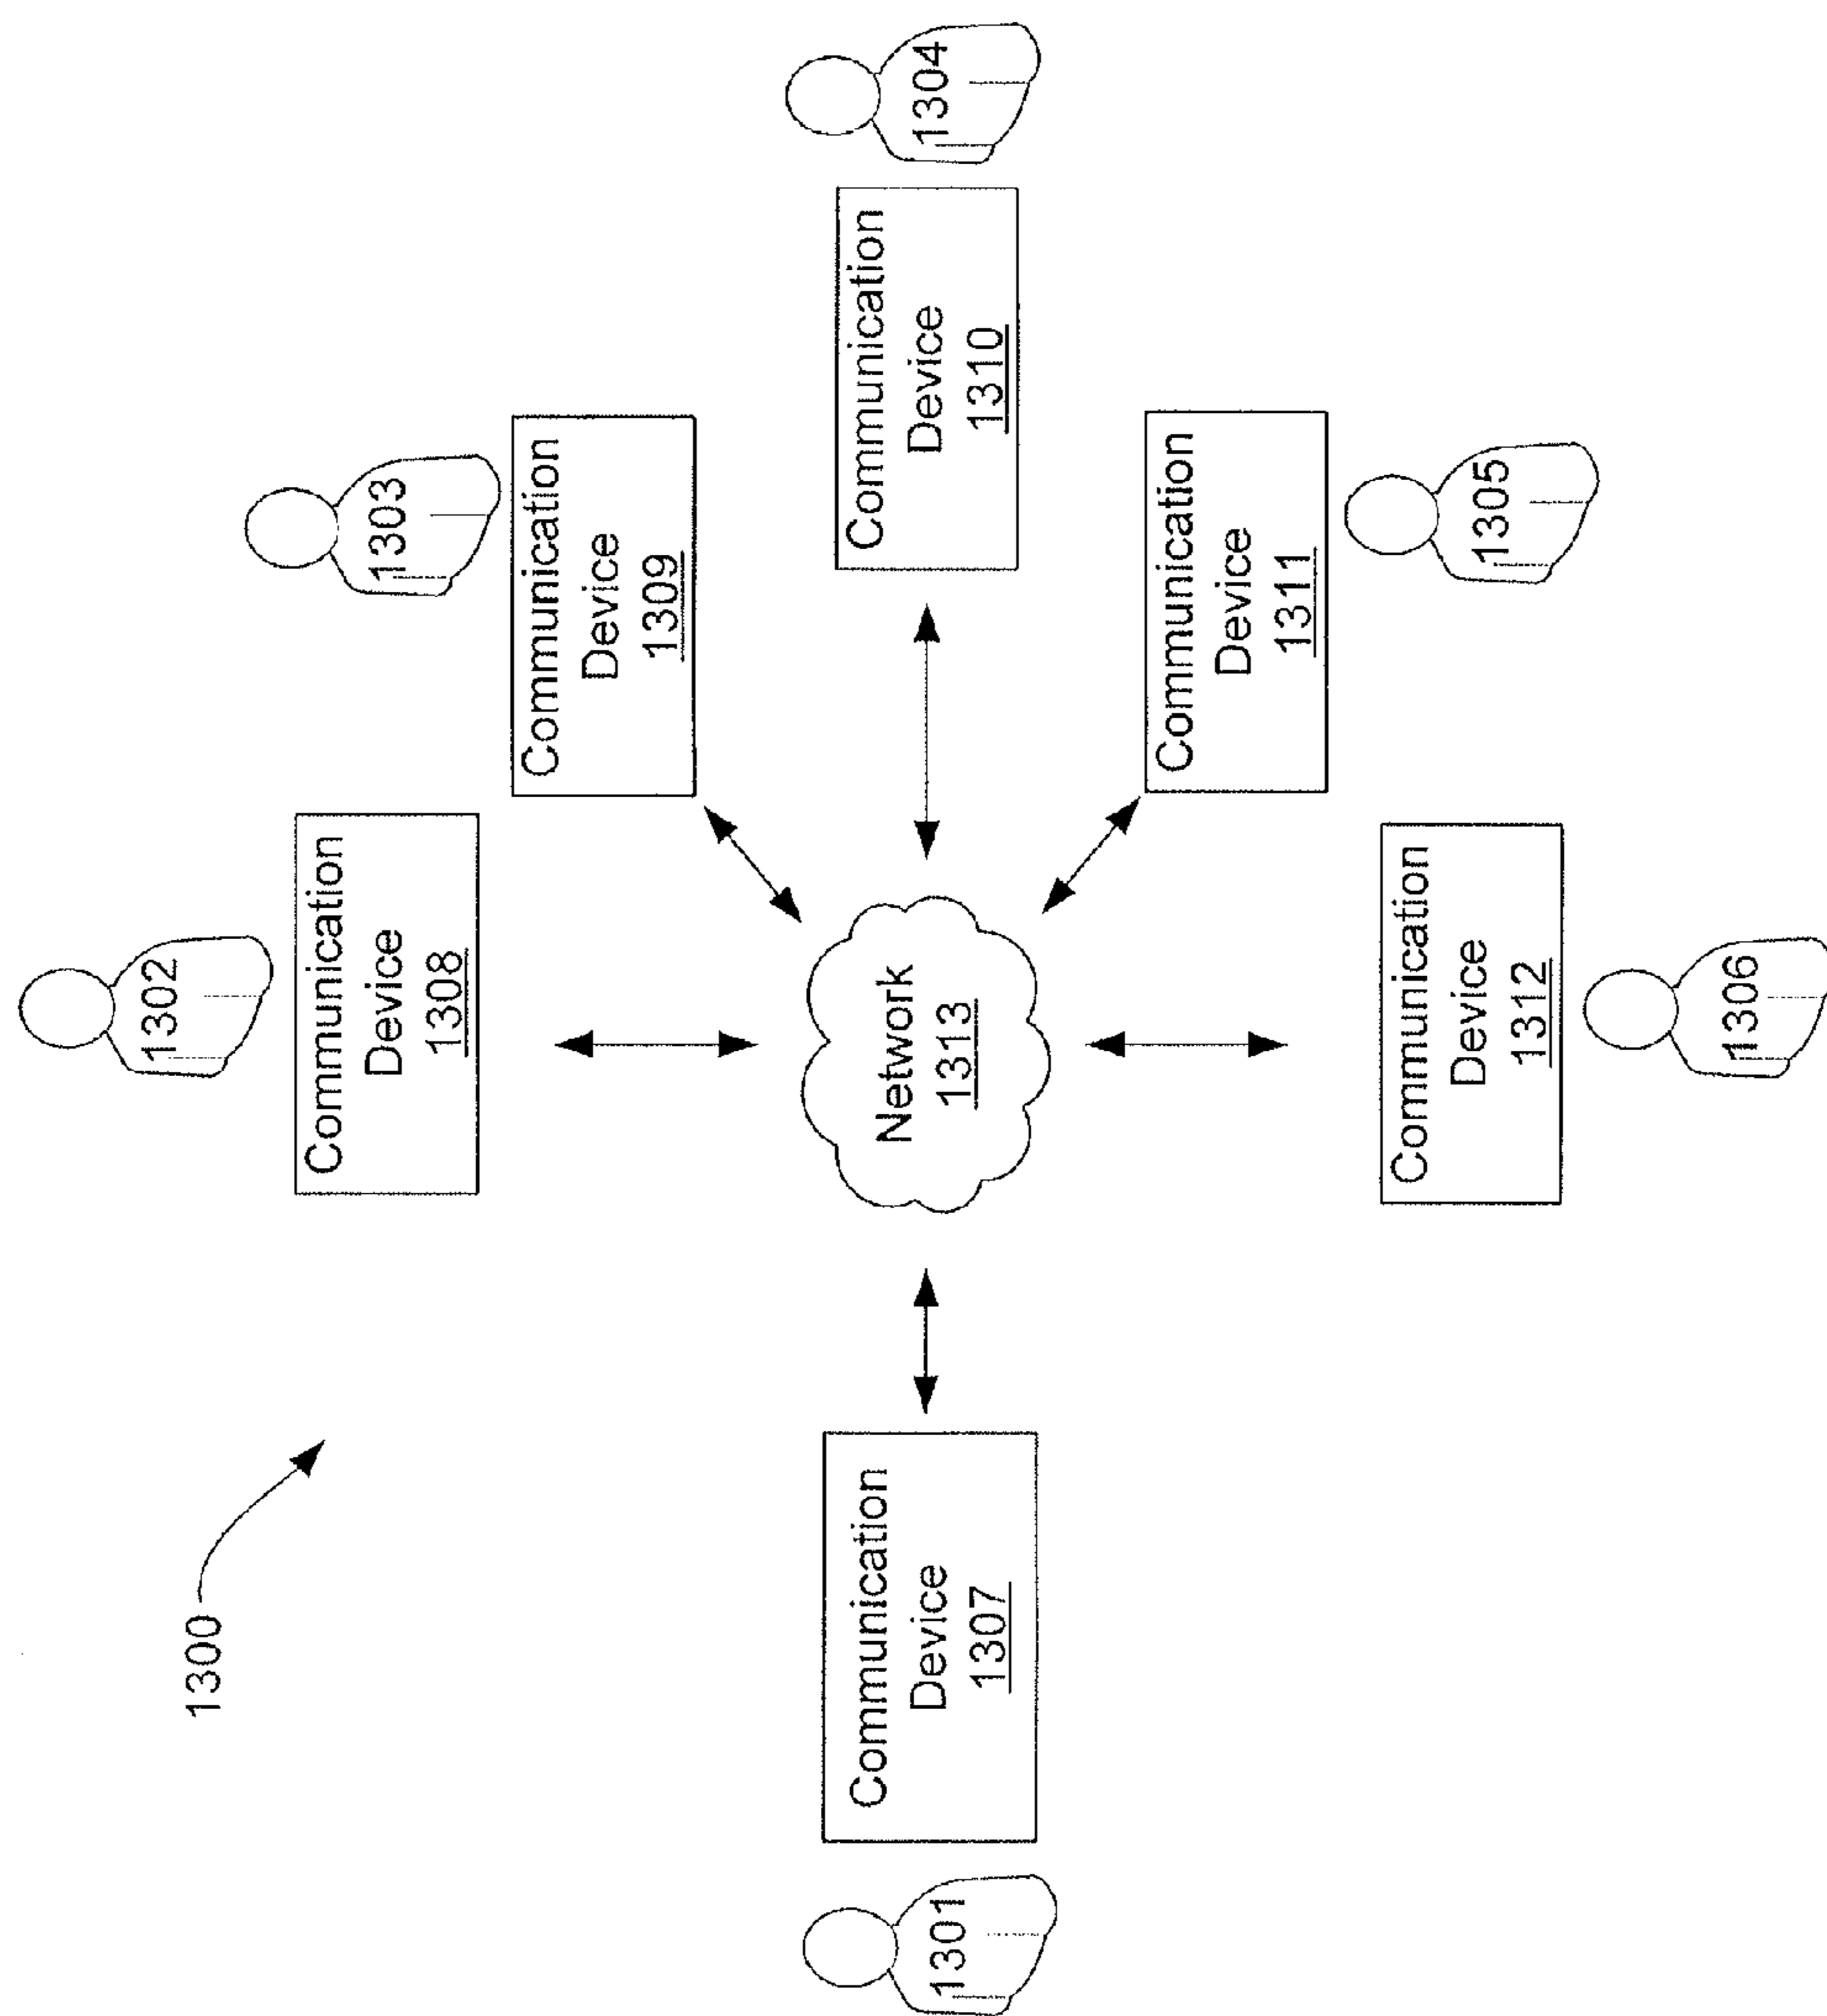 1300
1302
Communication
Device
1308
1303
Communication
Device
1309
1304
Communication
Device
1310
1301
Communication
Device
1307
Network
1313
1305
Communication
Device
1311
1306
Communication
Device
1312